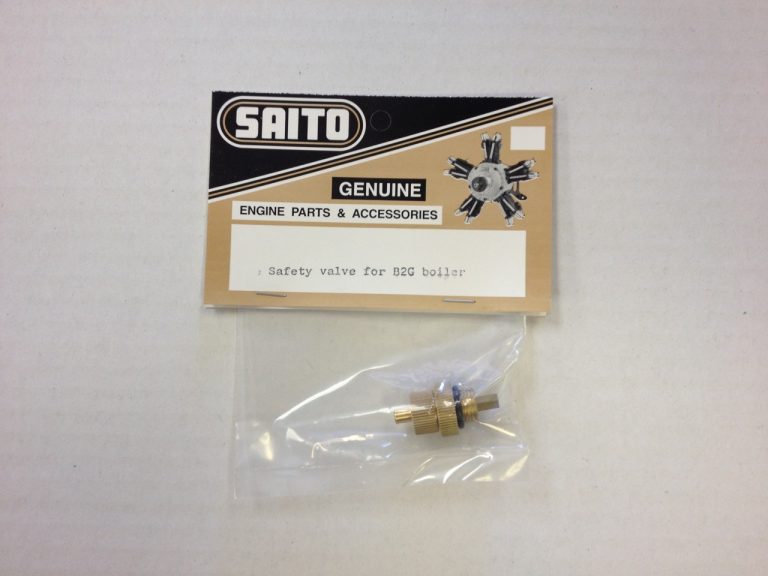 SAITO
GENUINE
ENGINE PARTS & ACCESSORIES
Safety valve for B2G boiler